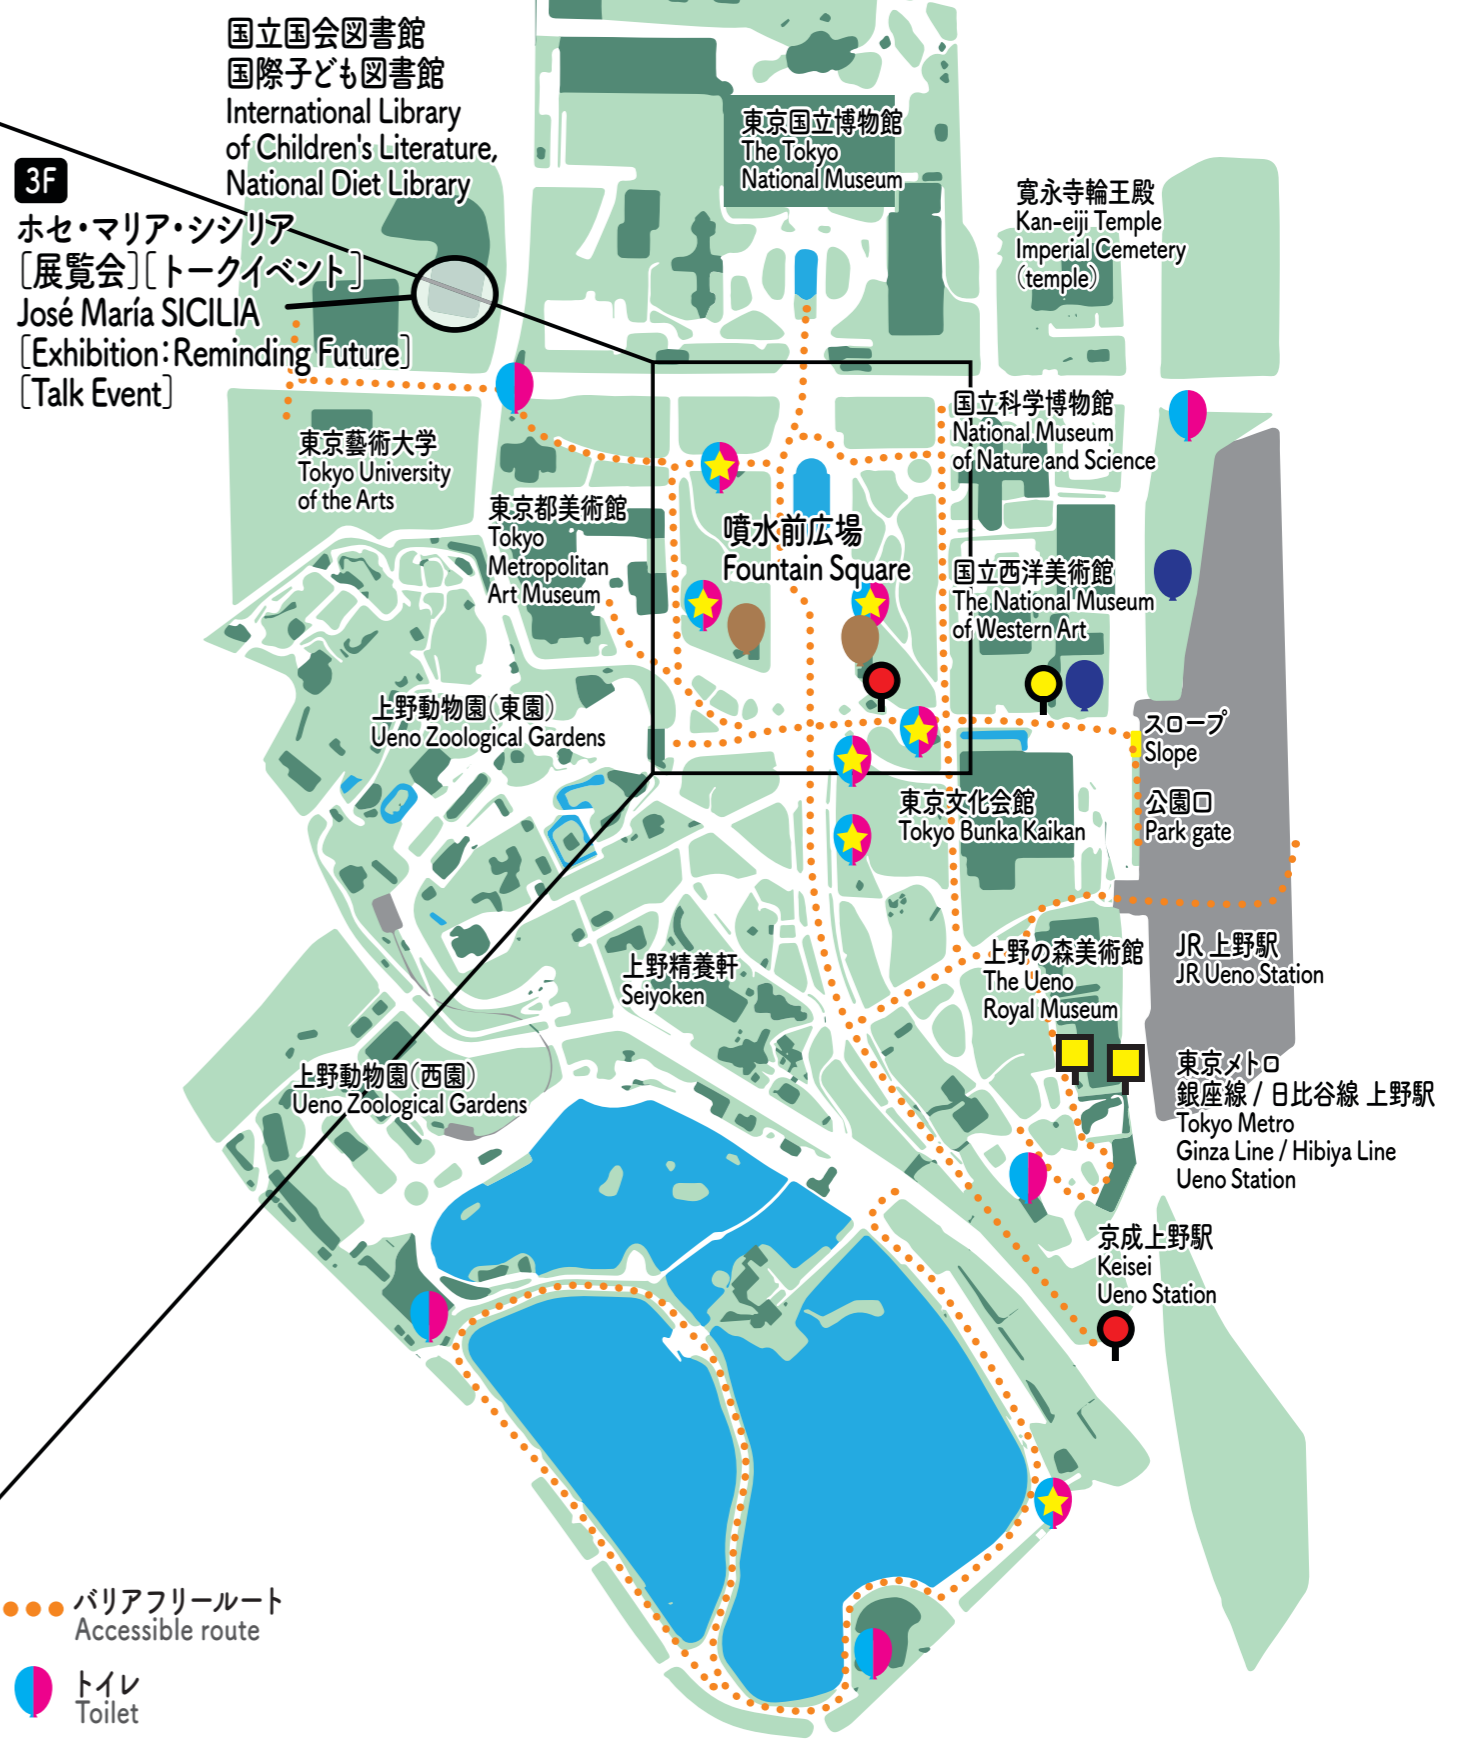 国立国会図書館
国際子ども図書館
International Library
of Children's Literature,
National Diet Library
3F
ホセ・マリア・シシリア
［展覧会］［トークイベント］
José María SICILIA
［Exhibition：Reminding Future］
［Talk Event］
東京国立博物館
The Tokyo
National Museum
寛永寺輪王殿
Kan-eiji Temple
Imperial Cemetery
（temple）
東京藝術大学
Tokyo University
of the Arts
東京都美術館
Tokyo
Metropolitan
Art Museum
噴水前広場
Fountain Square
国立科学博物館
National Museum
of Nature and Science
国立西洋美術館
The National Museum
of Western Art
上野動物園（東園）
Ueno Zoological Gardens
スロープ
Slope
公園口
Park gate
東京文化会館
Tokyo Bunka Kaikan
上野精養軒
Seiyoken
上野の森美術館
The Ueno
Royal Museum
JR 上野駅
JR Ueno Station
上野動物園（西園）
Ueno Zoological Gardens
東京メトロ
銀座線 / 日比谷線 上野駅
Tokyo Metro
Ginza Line / Hibiya Line
Ueno Station
京成上野駅
Keisei
Ueno Station
バリアフリールート
Accessible route
トイレ
Toilet